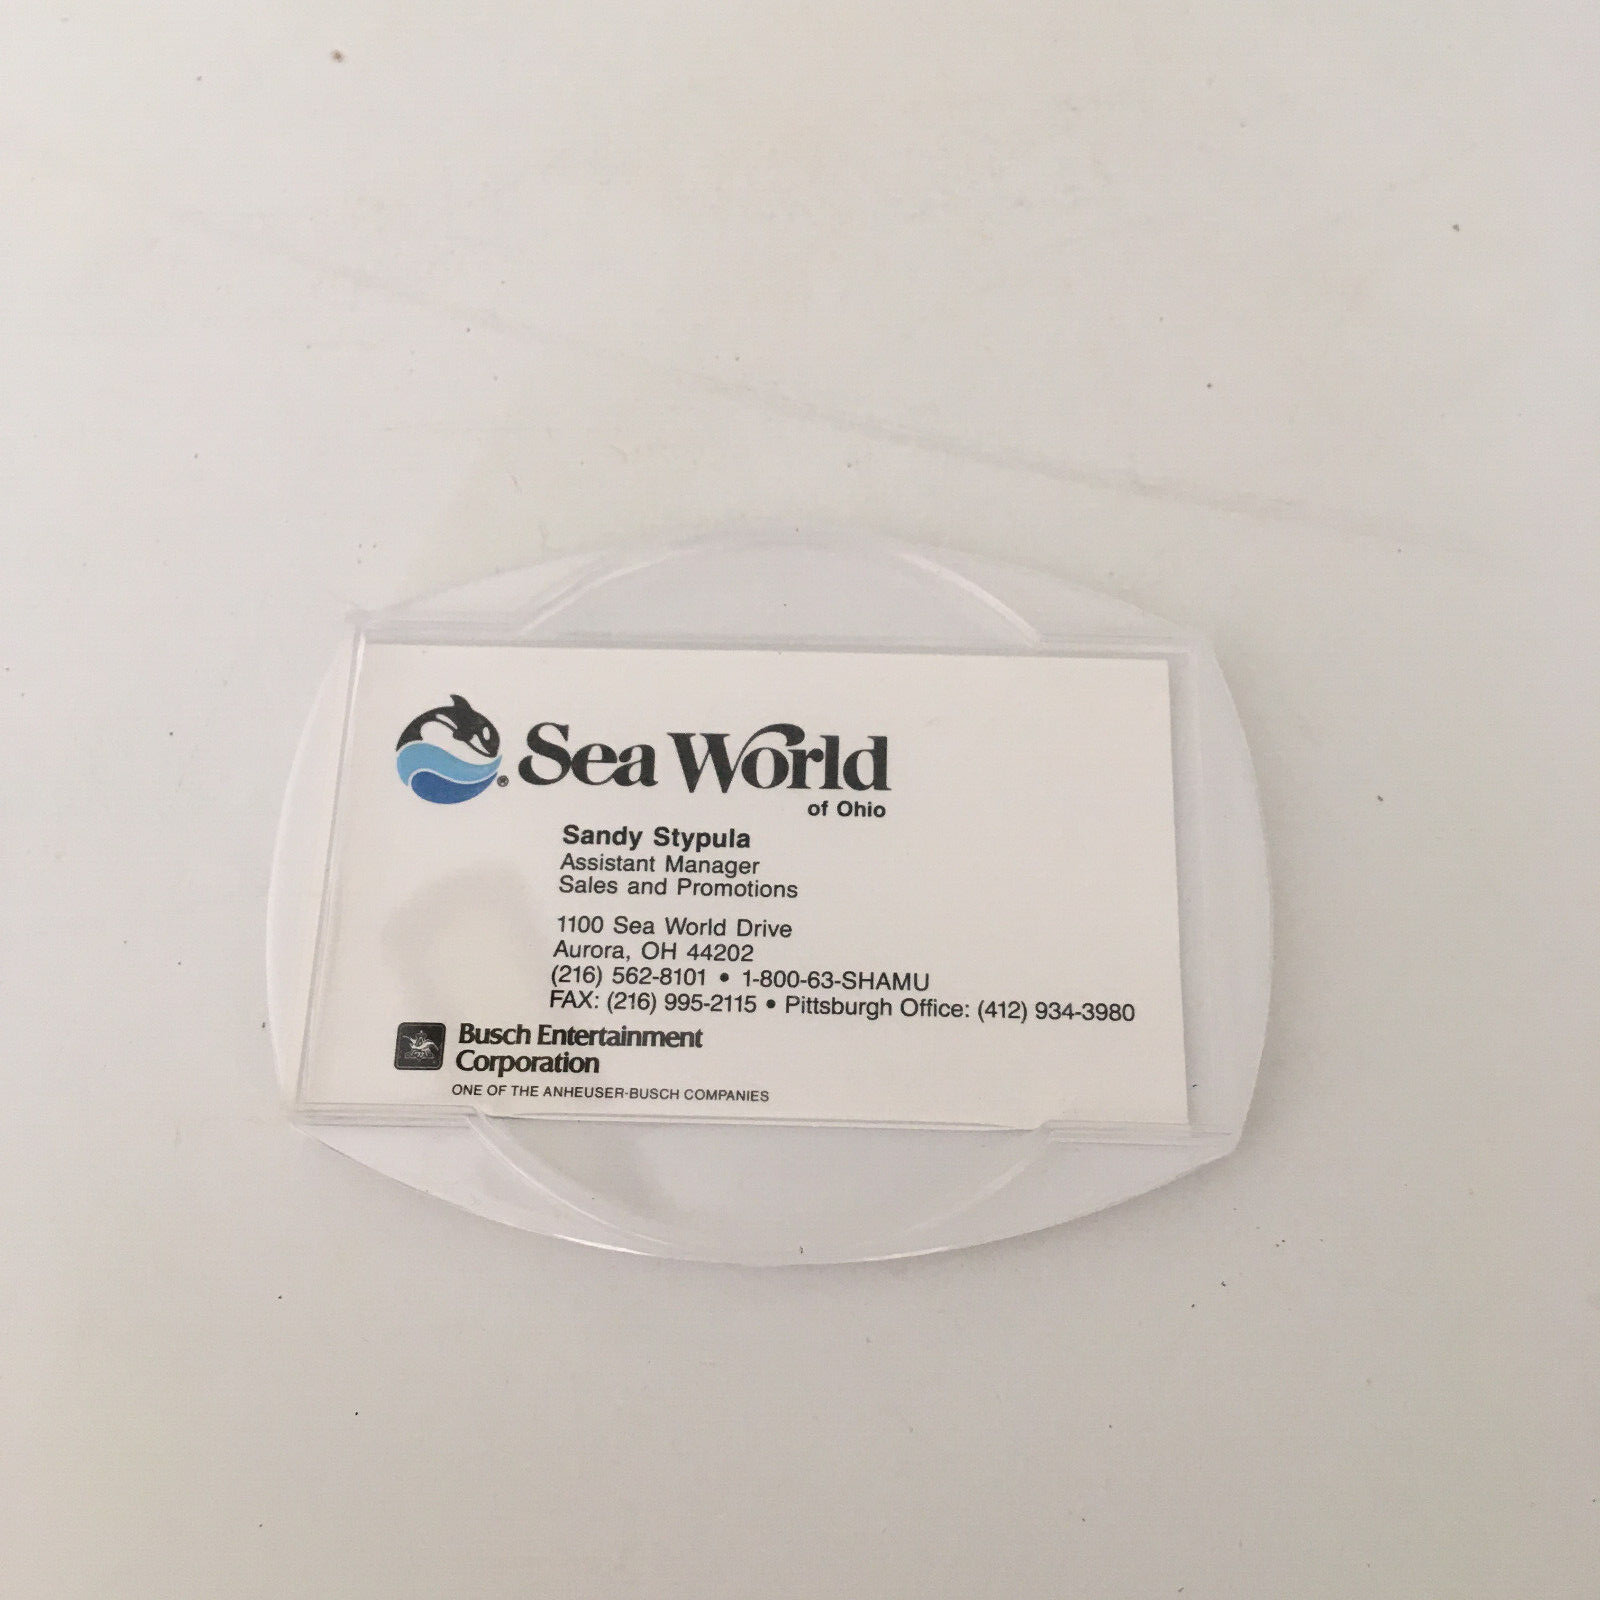 Sea World
of Ohio
Sandy Stypula
Assistant Manager
Sales and Promotions
1100 Sea World Drive
Aurora, OH 44202
(216) 562-8101 • 1-800-63-SHAMU
FAX: (216) 995-2115 • Pittsburgh Office: (412) 934-3980
Busch Entertainment
Corporation
ONE OF THE ANHEUSER-BUSCH COMPANIES